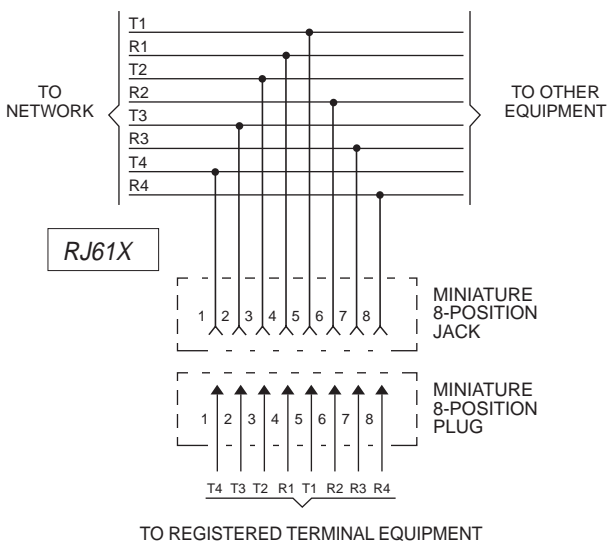 T1
R1
T2
R2
T3
R3
T4
R4
TO
NETWORK
TO OTHER
EQUIPMENT
RJ61X
1 2 3 4 5 6 7 8
MINIATURE
8-POSITION
JACK
1 2 3 4 5 6 7 8
MINIATURE
8-POSITION
PLUG
T4 T3 T2 R1 T1 R2 R3 R4
TO REGISTERED TERMINAL EQUIPMENT